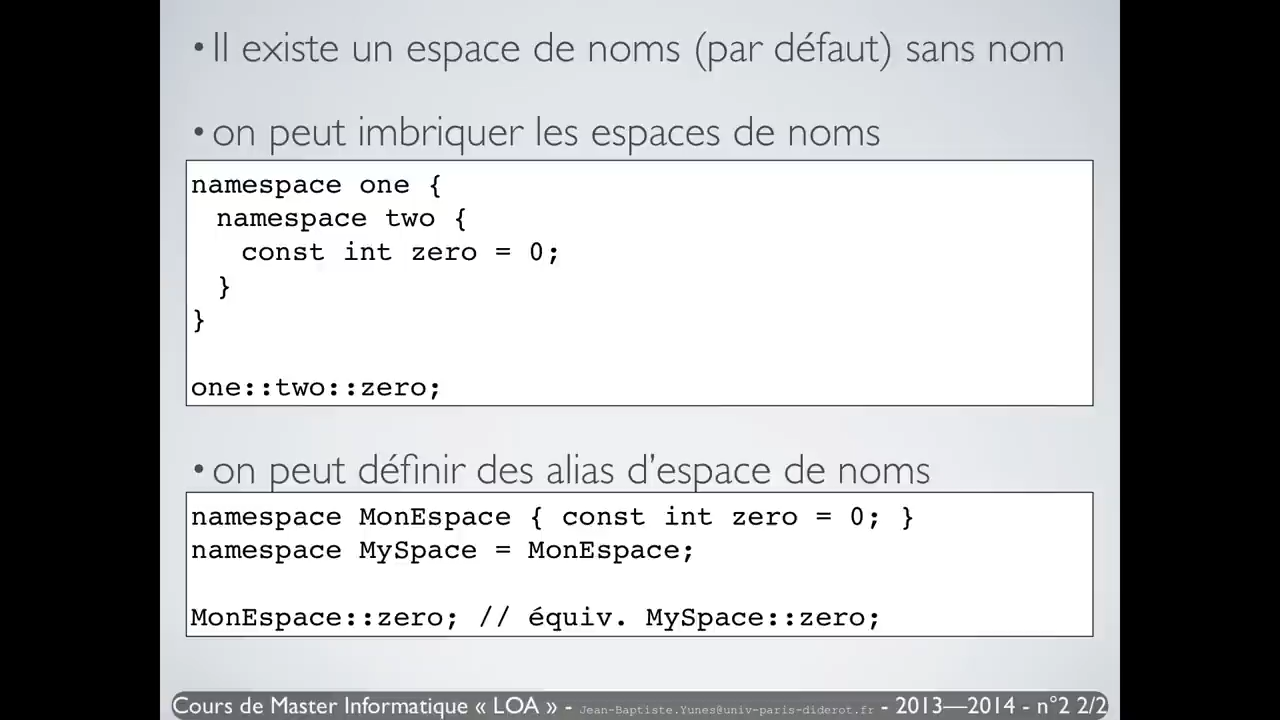 •Il existe un espace de noms (par défaut) sans nom
•on peut imbriquer les espaces de noms
namespace one {
  namespace two {
    const int zero = 0;
  }
}
one::two::zero;
•on peut définir des alias d’espace de noms
namespace MonEspace { const int zero = 0; }
namespace MySpace = MonEspace;
MonEspace::zero; // équiv. MySpace::zero;
Cours de Master Informatique « LOA » - Jean-Baptiste.Yunes@univ-paris-diderot.fr - 2013—2014 - n°2 2/2